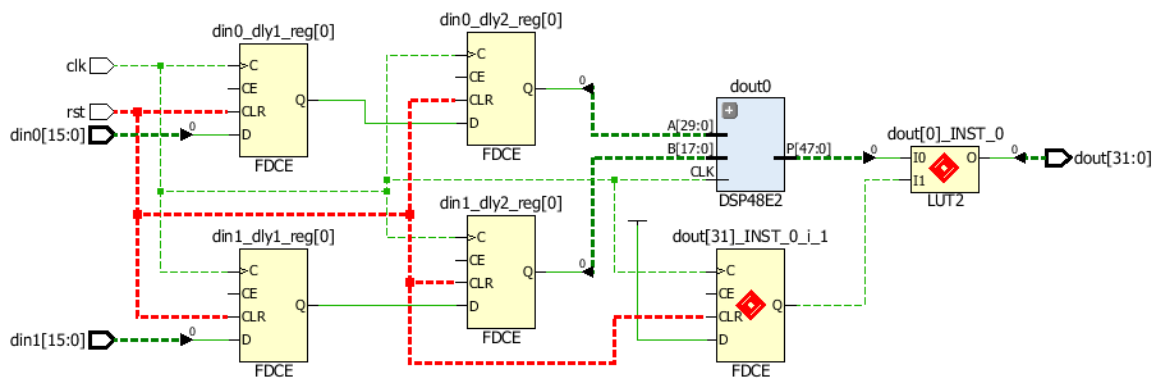 clk
rst
din0[15:0]
0
din0_dly1_reg[0]
C
CE
CLR
D
Q
FDCE
din0_dly2_reg[0]
C
CE
CLR
D
Q
FDCE
0
dout0
A[29:0]
B[17:0]
CLK
P[47:0]
DSP48E2
0
dout[0]_INST_0
I0
I1
O
LUT2
0
dout[31:0]
din1[15:0]
0
din1_dly1_reg[0]
C
CE
CLR
D
Q
FDCE
din1_dly2_reg[0]
C
CE
CLR
D
Q
FDCE
0
dout[31]_INST_0_i_1
C
CE
CLR
D
Q
FDCE